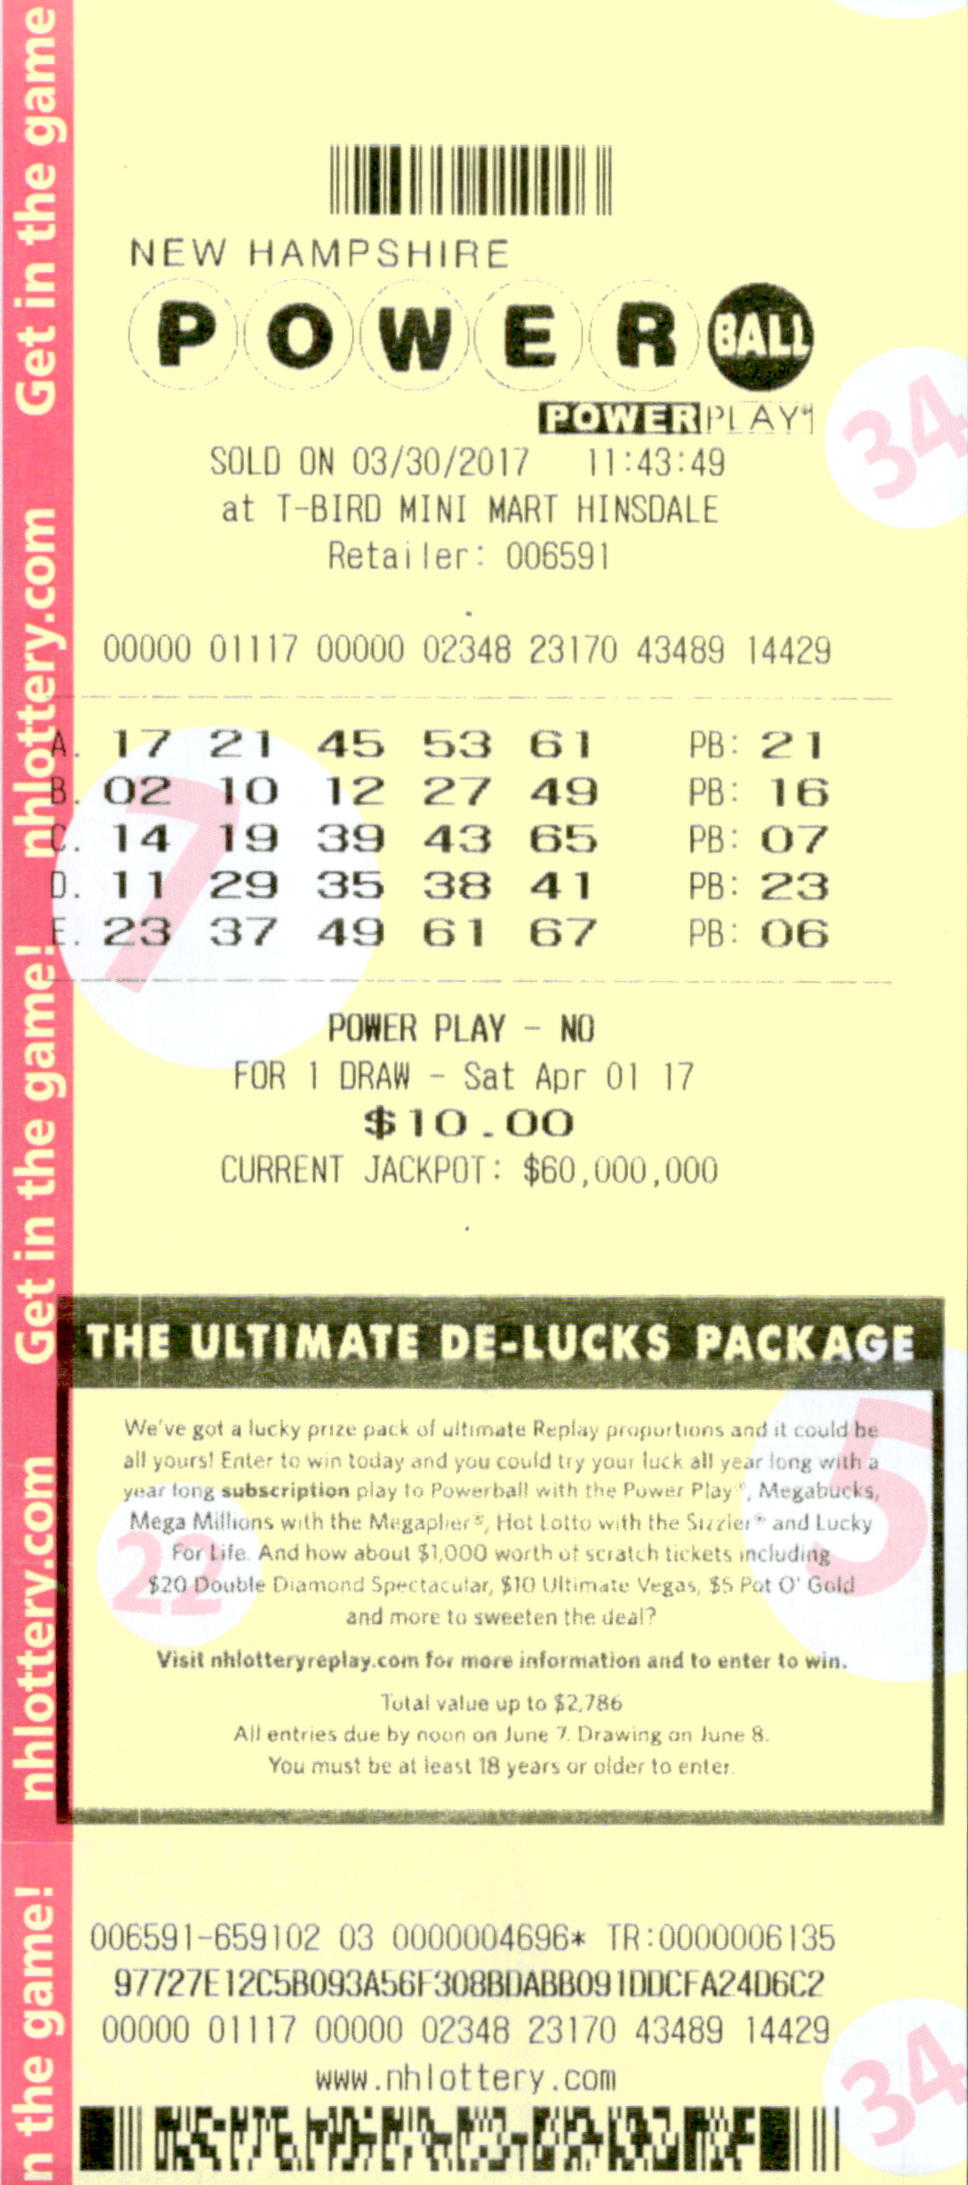 Get in the game
nhlottery.com
Get in the game!
nhlottery.com
n the game!
NEW HAMPSHIRE
POWER BALL
POWERPLAY
34
SOLD ON 03/30/2017 11:43:49
at T-BIRD MINI MART HINSDALE
Retailer: 006591
00000 01117 00000 02348 23170 43489 14429
A. 17 21 45 53 61 PB: 21
B. 02 10 12 27 49 PB: 16
C. 14 19 39 43 65 PB: 07
D. 11 29 35 38 41 PB: 23
E. 23 37 49 61 67 PB: 06
7
POWER PLAY - NO
FOR 1 DRAW - Sat Apr 01 17
$10.00
CURRENT JACKPOT: $60,000,000
THE ULTIMATE DE-LUCKS PACKAGE
We've got a lucky prize pack of ultimate Replay proportions and it could be
all yours! Enter to win today and you could try your luck all year long with a
year long subscription play to Powerball with the Power Play®, Megabucks,
Mega Millions with the Megaplier®, Hot Lotto with the Sizzler® and Lucky
For Life. And how about $1,000 worth of scratch tickets including
$20 Double Diamond Spectacular, $10 Ultimate Vegas, $5 Pot O' Gold
and more to sweeten the deal?
5
22
Visit nhlotteryreplay.com for more information and to enter to win.
Total value up to $2,786
All entries due by noon on June 7. Drawing on June 8.
You must be at least 18 years or older to enter.
006591-659102 03 0000004696* TR:0000006135
97727E12C5B093A56F308BDABB091DDCFA24D6C2
00000 01117 00000 02348 23170 43489 14429
www.nhlottery.com
34